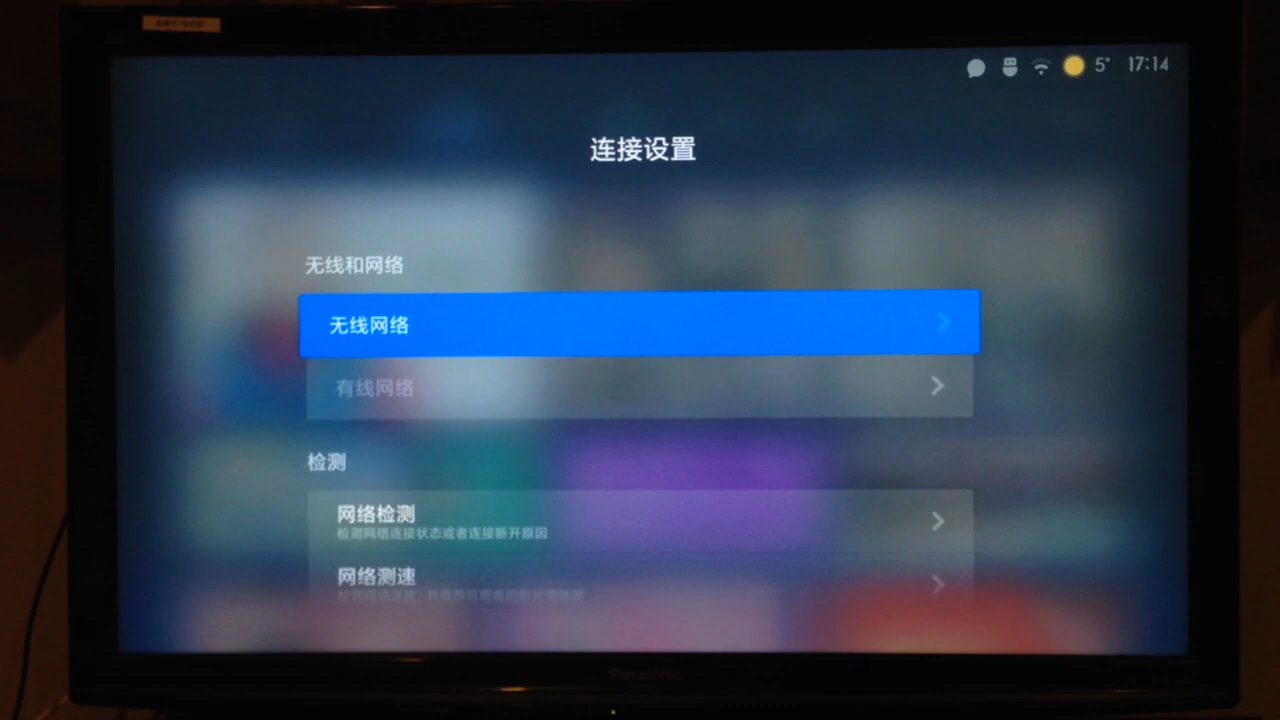 5° 17:14
连接设置
无线和网络
无线网络
有线网络
检测
网络检测
检测网络连接状态或者连接断开原因
网络测速
Panasonic